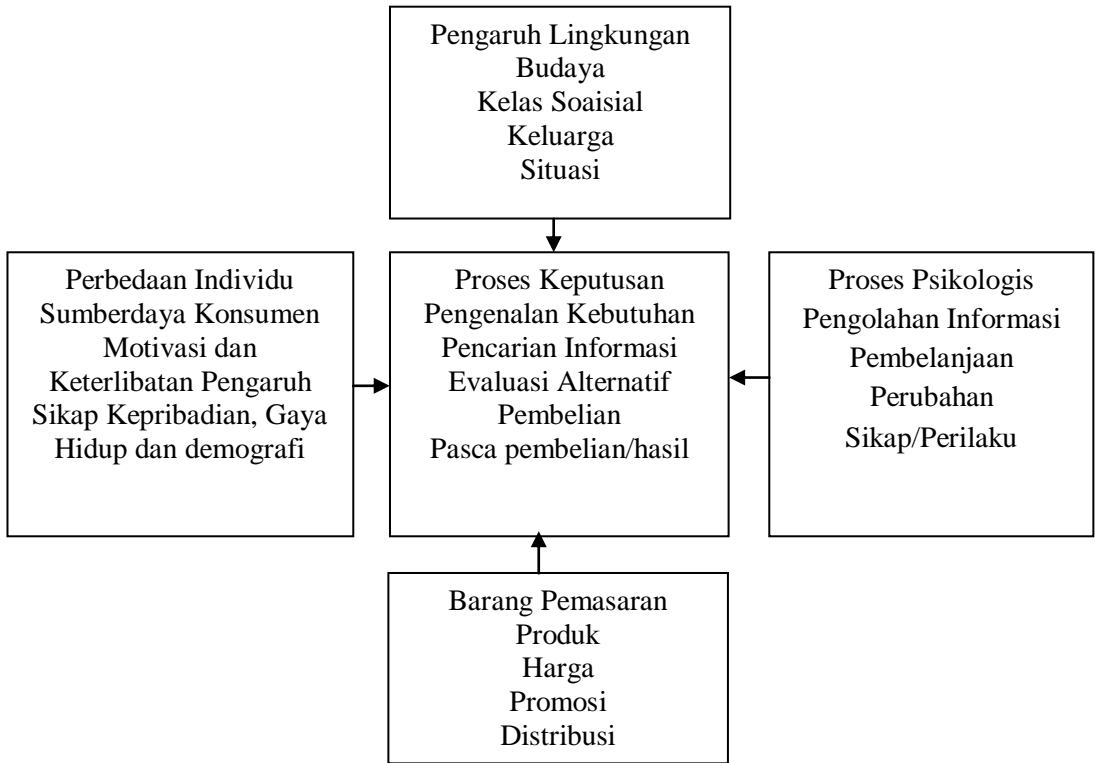 Pengaruh Lingkungan
Budaya
Kelas Soaisial
Keluarga
Situasi
Perbedaan Individu
Sumberdaya Konsumen
Motivasi dan
Keterlibatan Pengaruh
Sikap Kepribadian, Gaya
Hidup dan demografi
Proses Keputusan
Pengenalan Kebutuhan
Pencarian Informasi
Evaluasi Alternatif
Pembelian
Pasca pembelian/hasil
Proses Psikologis
Pengolahan Informasi
Pembelanjaan
Perubahan
Sikap/Perilaku
Barang Pemasaran
Produk
Harga
Promosi
Distribusi